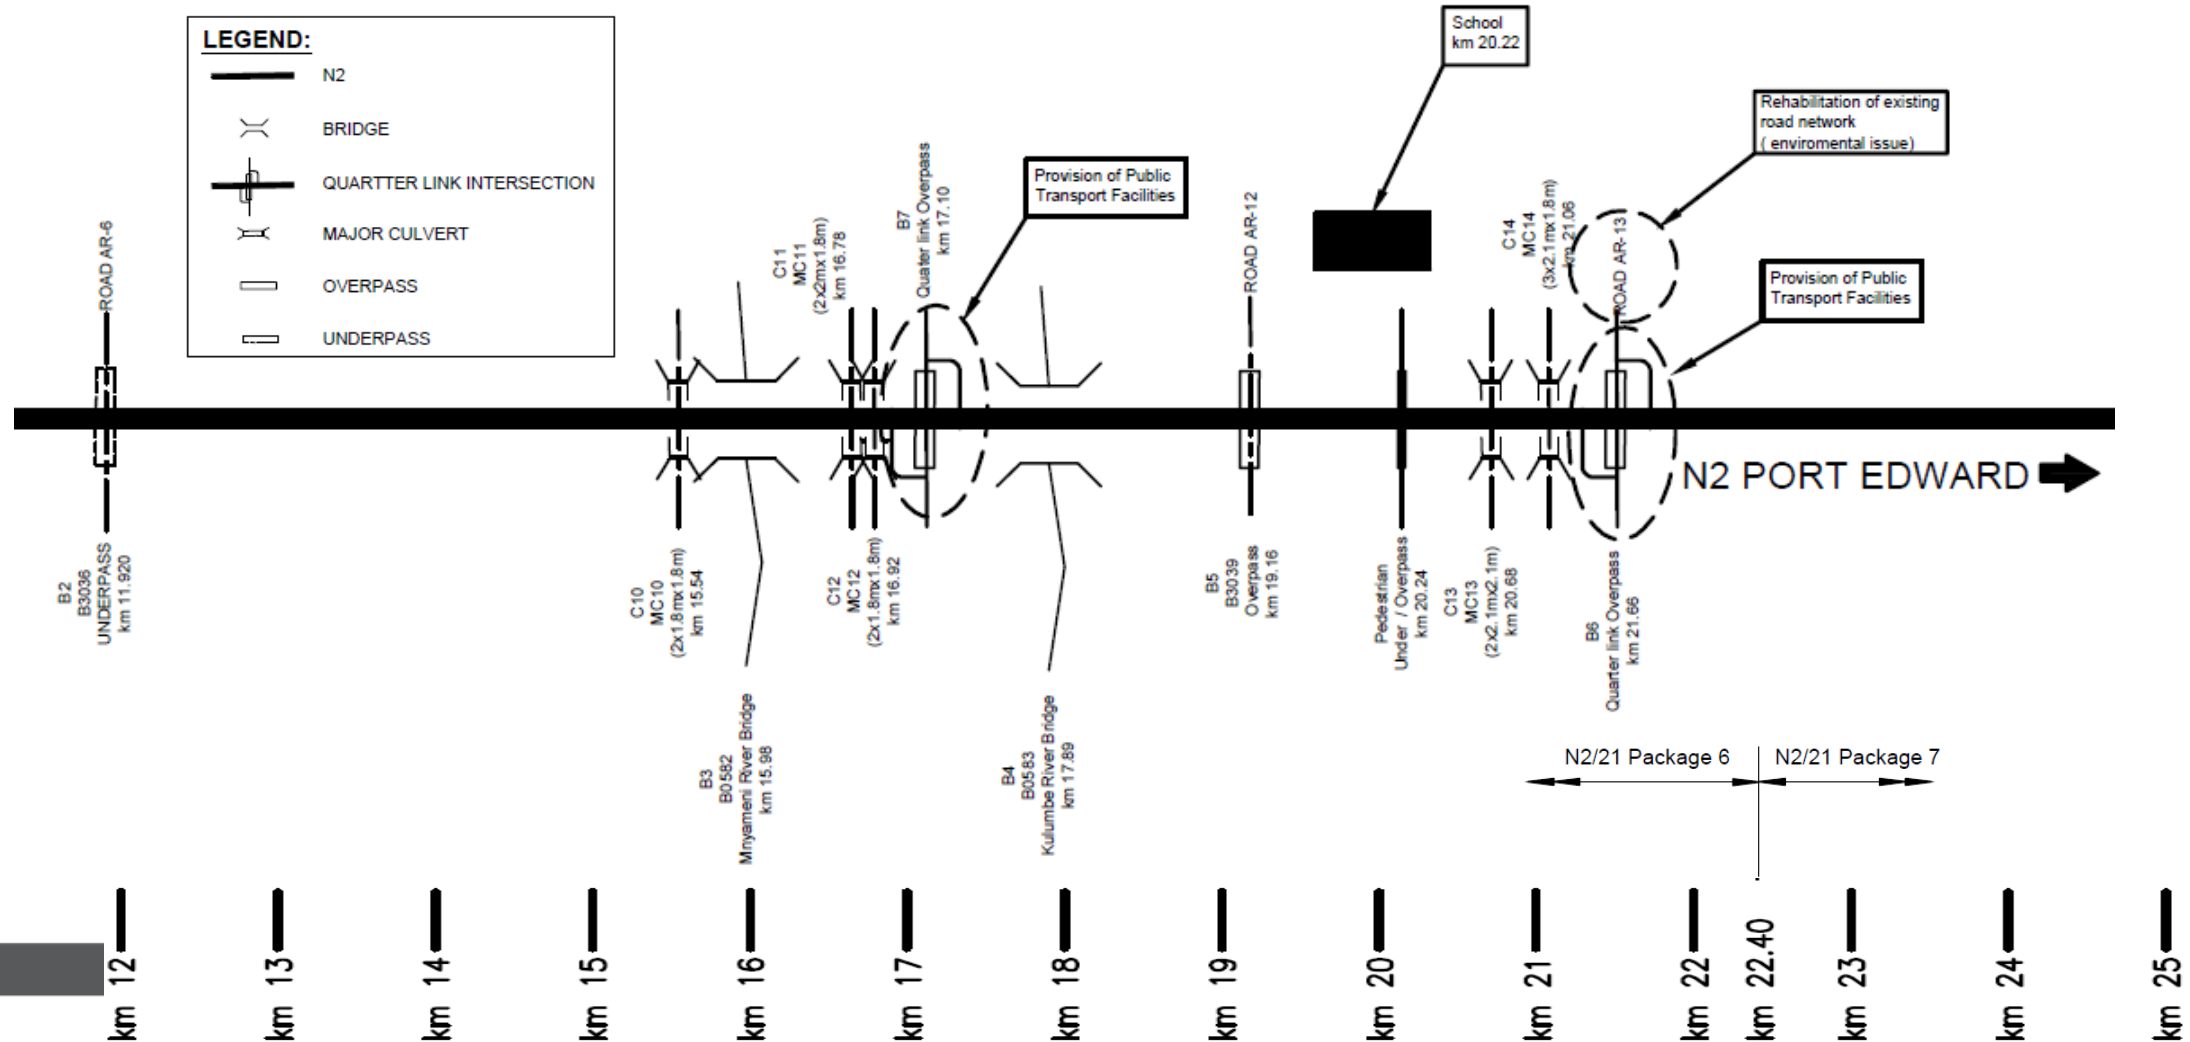 LEGEND:
N2
BRIDGE
QUARTTER LINK INTERSECTION
MAJOR CULVERT
OVERPASS
UNDERPASS
School
km 20.22
Rehabilitation of existing
road network
( enviromental issue)
Provision of Public
Transport Facilities
Provision of Public
Transport Facilities
ROAD AR-6
C11
MC11
(2x2mx1.8m)
km 16.78
B7
Quater link Overpass
km 17.10
ROAD AR-12
C14
MC14
(3x2.1mx1.8m)
km 21.06
ROAD AR-13
N2 PORT EDWARD
B2
B3036
UNDERPASS
km 11.920
C10
MC10
(2x1.8mx1.8m)
km 15.54
B3
B0582
Mnyameni River Bridge
km 15.98
C12
MC12
(2x1.8mx1.8m)
km 16.92
B4
B0583
Kulumbe River Bridge
km 17.89
B5
B3039
Overpass
km 19.16
Pedestrian
Under / Overpass
km 20.24
C13
MC13
(2x2.1mx2.1m)
km 20.68
B6
Quarter link Overpass
km 21.66
N2/21 Package 6
N2/21 Package 7
km 12
km 13
km 14
km 15
km 16
km 17
km 18
km 19
km 20
km 21
km 22
km 22.40
km 23
km 24
km 25